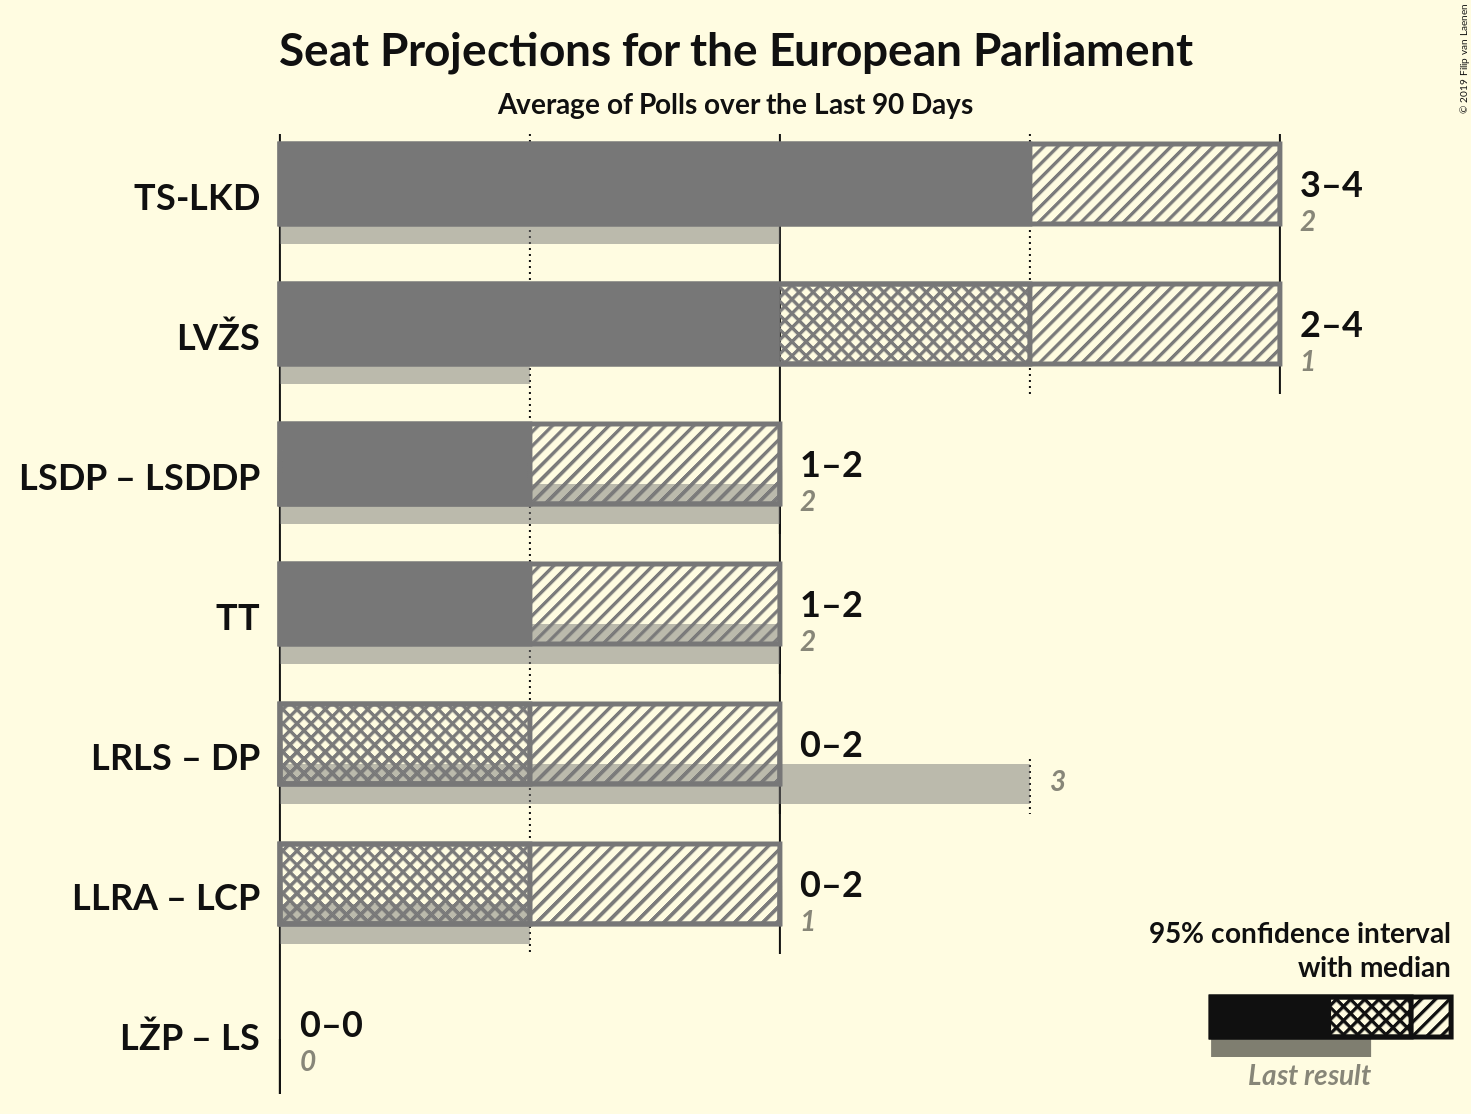 Seat Projections for the European Parliament
Average of Polls over the Last 90 Days
© 2019 Filip van Laenen
TS-LKD
3–4
2
LVŽS
2–4
1
LSDP – LSDDP
1–2
2
TT
1–2
2
LRLS – DP
0–2
3
LLRA – LCP
0–2
1
LŽP – LS
0–0
0
95% confidence interval
with median
Last result